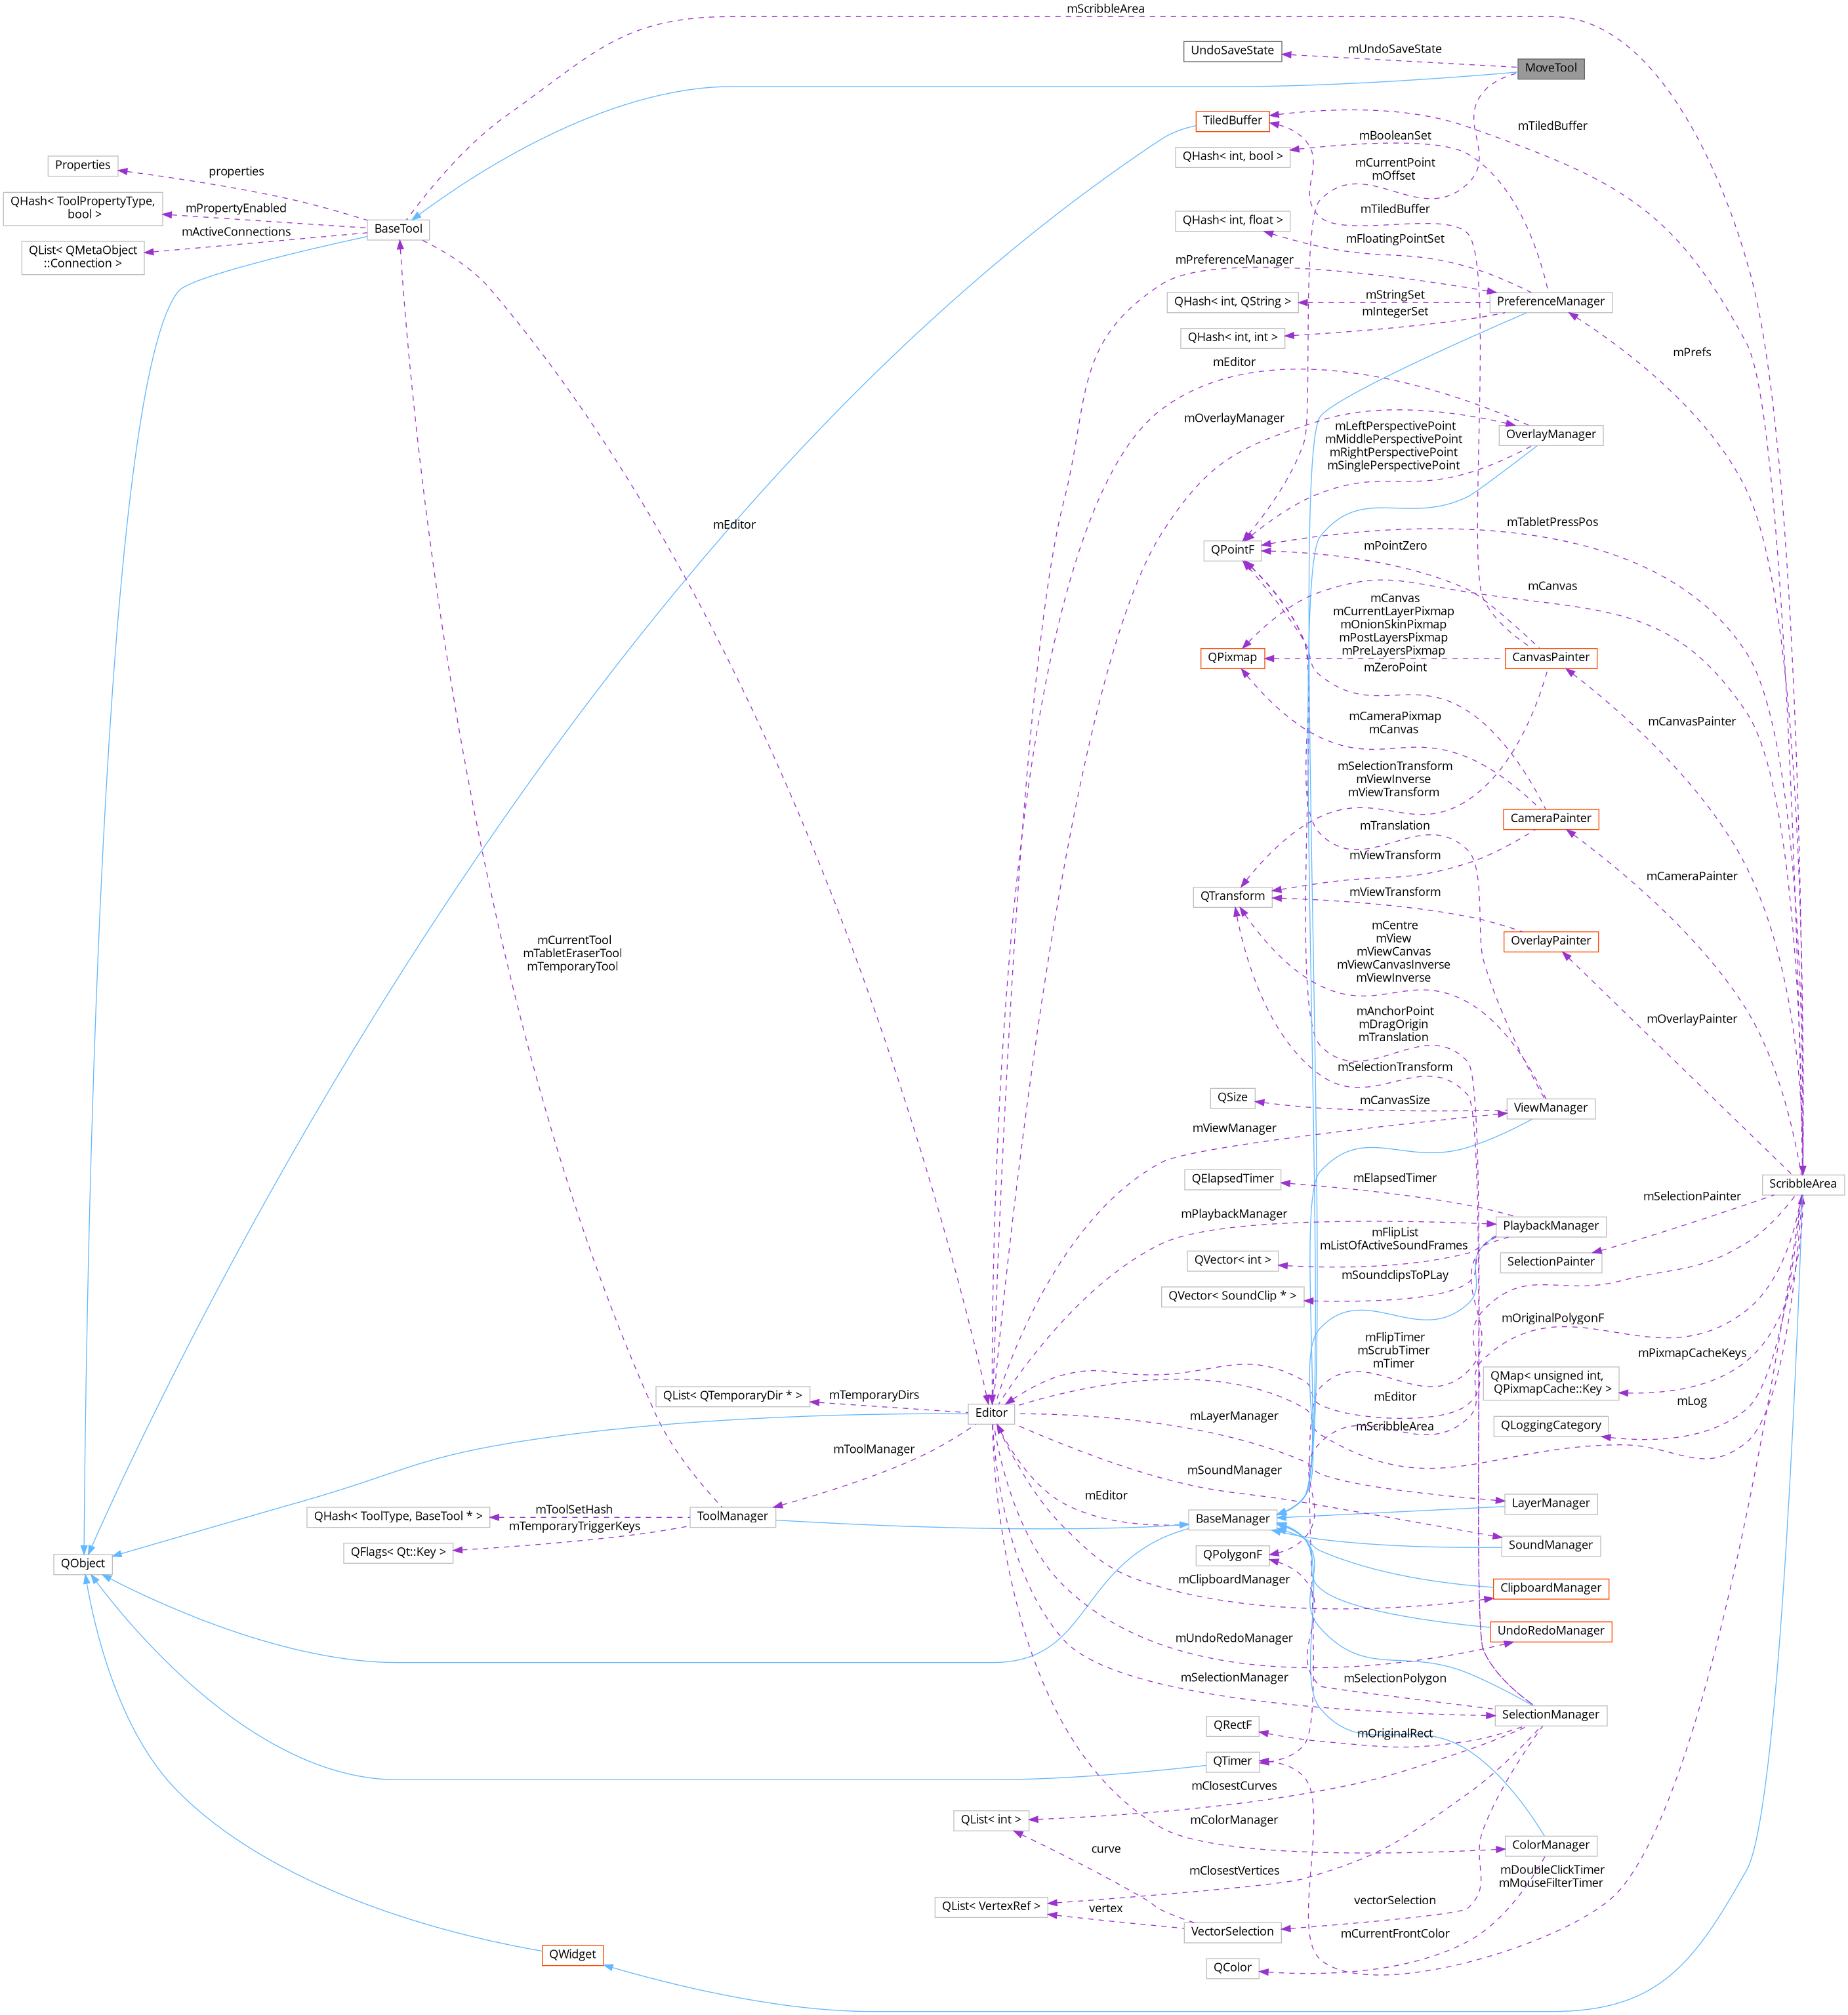 mScribbleArea
UndoSaveState
mUndoSaveState
MoveTool
TiledBuffer
mTiledBuffer
mBooleanSet
QHash< int, bool >
Properties
properties
mCurrentPoint
mOffset
QHash< ToolPropertyType,
bool >
mPropertyEnabled
mTiledBuffer
QHash< int, float >
BaseTool
mActiveConnections
mFloatingPointSet
QList< QMetaObject
::Connection >
mPreferenceManager
mStringSet
QHash< int, QString >
PreferenceManager
mIntegerSet
QHash< int, int >
mPrefs
mEditor
mOverlayManager
mLeftPerspectivePoint
mMiddlePerspectivePoint
mRightPerspectivePoint
mSinglePerspectivePoint
OverlayManager
mEditor
mTabletPressPos
mPointZero
QPointF
mCanvas
mCanvas
mCurrentLayerPixmap
mOnionSkinPixmap
mPostLayersPixmap
mPreLayersPixmap
QPixmap
CanvasPainter
mZeroPoint
mCameraPixmap
mCanvas
mCanvasPainter
mSelectionTransform
mViewInverse
mViewTransform
CameraPainter
mTranslation
mViewTransform
mCameraPainter
QTransform
mViewTransform
mCurrentTool
mTabletEraserTool
mTemporaryTool
mCentre
mView
mViewCanvas
mViewCanvasInverse
mViewInverse
OverlayPainter
mAnchorPoint
mDragOrigin
mTranslation
mOverlayPainter
mSelectionTransform
QSize
mCanvasSize
ViewManager
mViewManager
QElapsedTimer
mElapsedTimer
ScribbleArea
mSelectionPainter
mPlaybackManager
PlaybackManager
mFlipList
mListOfActiveSoundFrames
QVector< int >
SelectionPainter
mSoundclipsToPLay
QVector< SoundClip * >
mOriginalPolygonF
mFlipTimer
mScrubTimer
mTimer
mPixmapCacheKeys
QMap< unsigned int,
QPixmapCache::Key >
QList< QTemporaryDir * >
mTemporaryDirs
mEditor
mLog
Editor
mLayerManager
mScribbleArea
QLoggingCategory
mToolManager
mSoundManager
mEditor
LayerManager
QHash< ToolType, BaseTool * >
mToolSetHash
ToolManager
BaseManager
mTemporaryTriggerKeys
QFlags< Qt::Key >
SoundManager
QPolygonF
QObject
mClipboardManager
ClipboardManager
mUndoRedoManager
UndoRedoManager
mSelectionManager
mSelectionPolygon
SelectionManager
QRectF
mOriginalRect
QTimer
mClosestCurves
QList< int >
mColorManager
ColorManager
curve
mClosestVertices
mDoubleClickTimer
mMouseFilterTimer
QList< VertexRef >
vertex
vectorSelection
VectorSelection
mCurrentFrontColor
QWidget
QColor